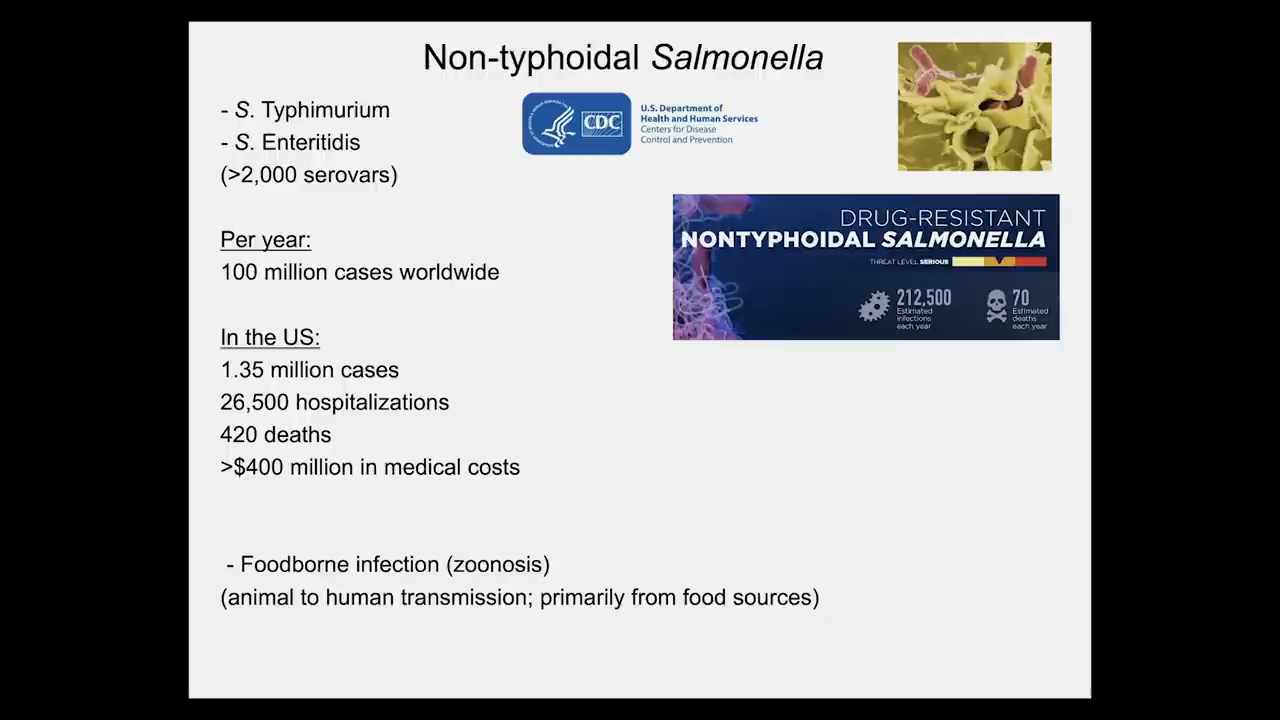 Non-typhoidal Salmonella
- S. Typhimurium
- S. Enteritidis
(>2,000 serovars)
CDC
U.S. Department of
Health and Human Services
Centers for Disease
Control and Prevention
DRUG-RESISTANT
NONTYPHOIDAL SALMONELLA
THREAT LEVEL SERIOUS
212,500
Estimated
infections
each year
70
Estimated
deaths
each year
Per year:
100 million cases worldwide
In the US:
1.35 million cases
26,500 hospitalizations
420 deaths
>$400 million in medical costs
- Foodborne infection (zoonosis)
(animal to human transmission; primarily from food sources)